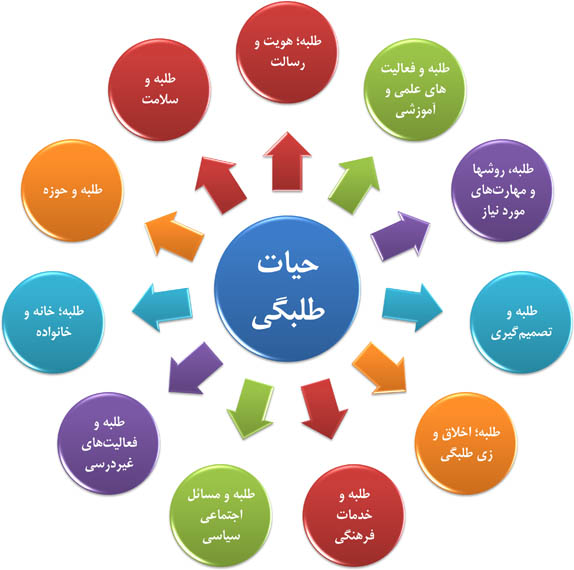 حیات
طلبگی
طلبه؛ هویت و
رسالت
طلبه و فعالیت
های علمی و
آموزشی
طلبه، روشها
و مهارت‌های
مورد نیاز
طلبه و
تصمیم‌گیری
طلبه؛ اخلاق و
زی طلبگی
طلبه و
خدمات
فرهنگی
طلبه و مسائل
اجتماعی
سیاسی
طلبه و
فعالیت‌های
غیردرسی
طلبه؛ خانه و
خانواده
طلبه و حوزه
طلبه و
سلامت